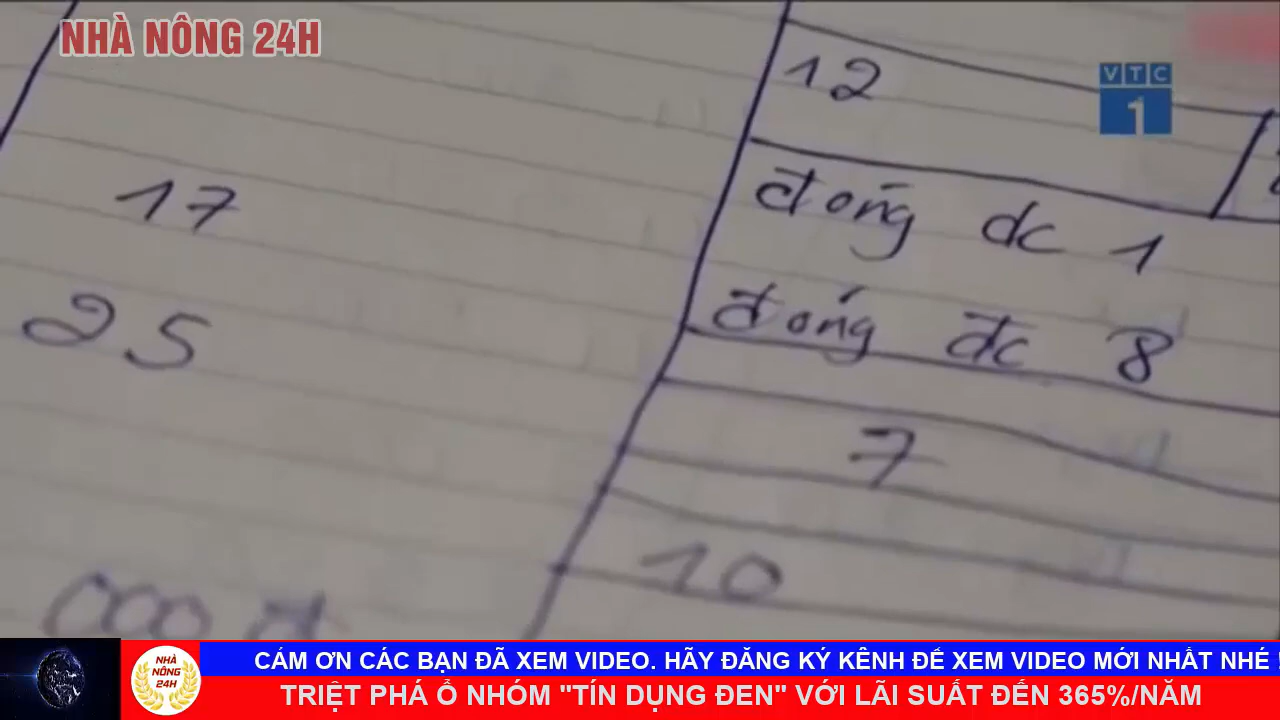 NHÀ NÔNG 24H
VTC
1
12
17
đóng dc 1
25
đóng đc 8
7
10
000 đ
NHÀ
NÔNG
24H
CÁM ƠN CÁC BẠN ĐÃ XEM VIDEO. HÃY ĐĂNG KÝ KÊNH ĐỂ XEM VIDEO MỚI NHẤT NHÉ
TRIỆT PHÁ Ổ NHÓM "TÍN DỤNG ĐEN" VỚI LÃI SUẤT ĐẾN 365%/NĂM